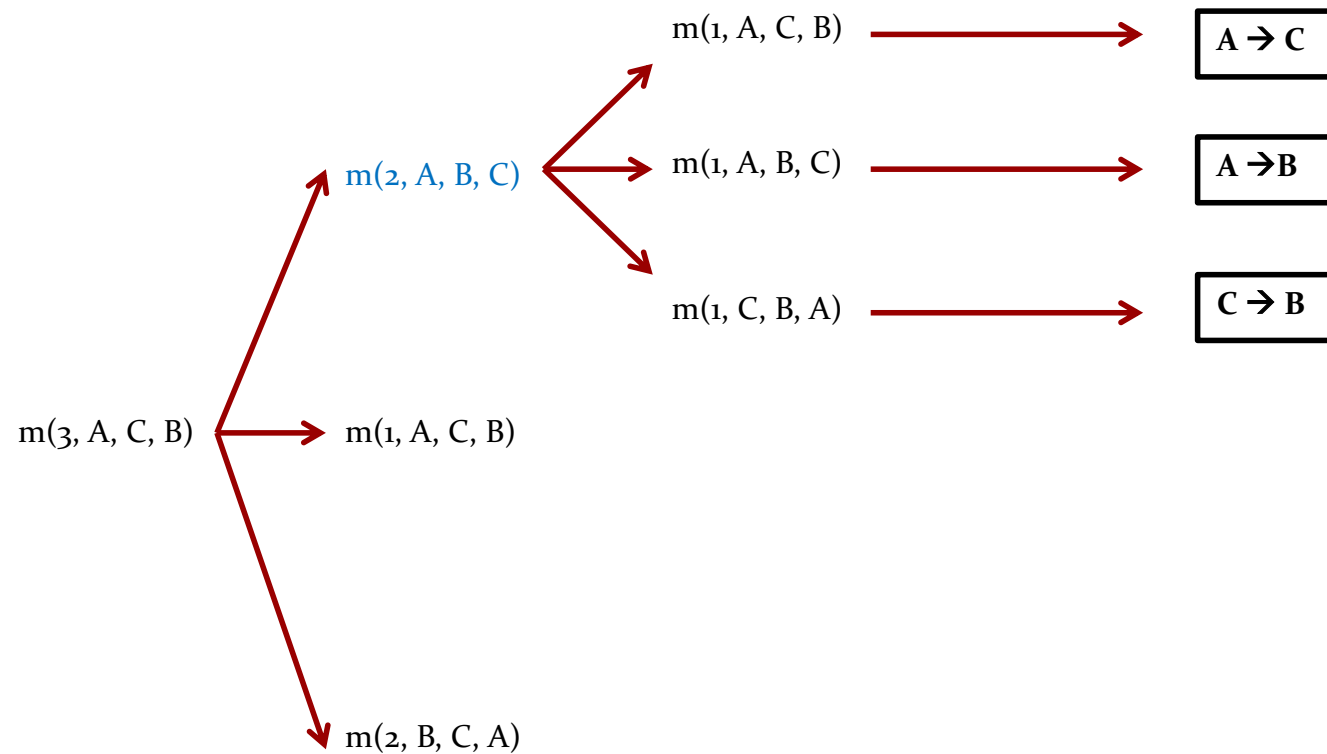 m(1, A, C, B)
A → C
m(2, A, B, C)
m(1, A, B, C)
A →B
m(1, C, B, A)
C → B
m(3, A, C, B)
m(1, A, C, B)
m(2, B, C, A)